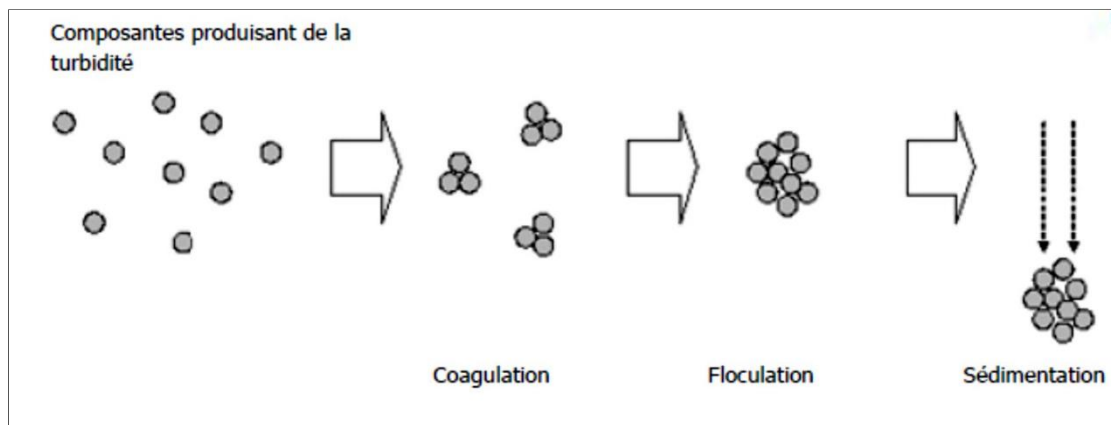 Composantes produisant de la
turbidité
Coagulation
Floculation
Sédimentation